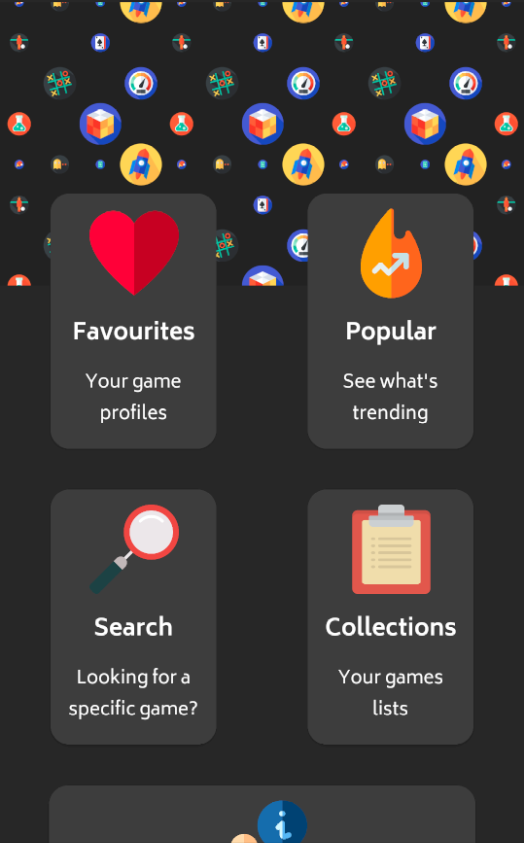 Favourites
Your game
profiles
Popular
See what's
trending
Search
Looking for a
specific game?
Collections
Your games
lists